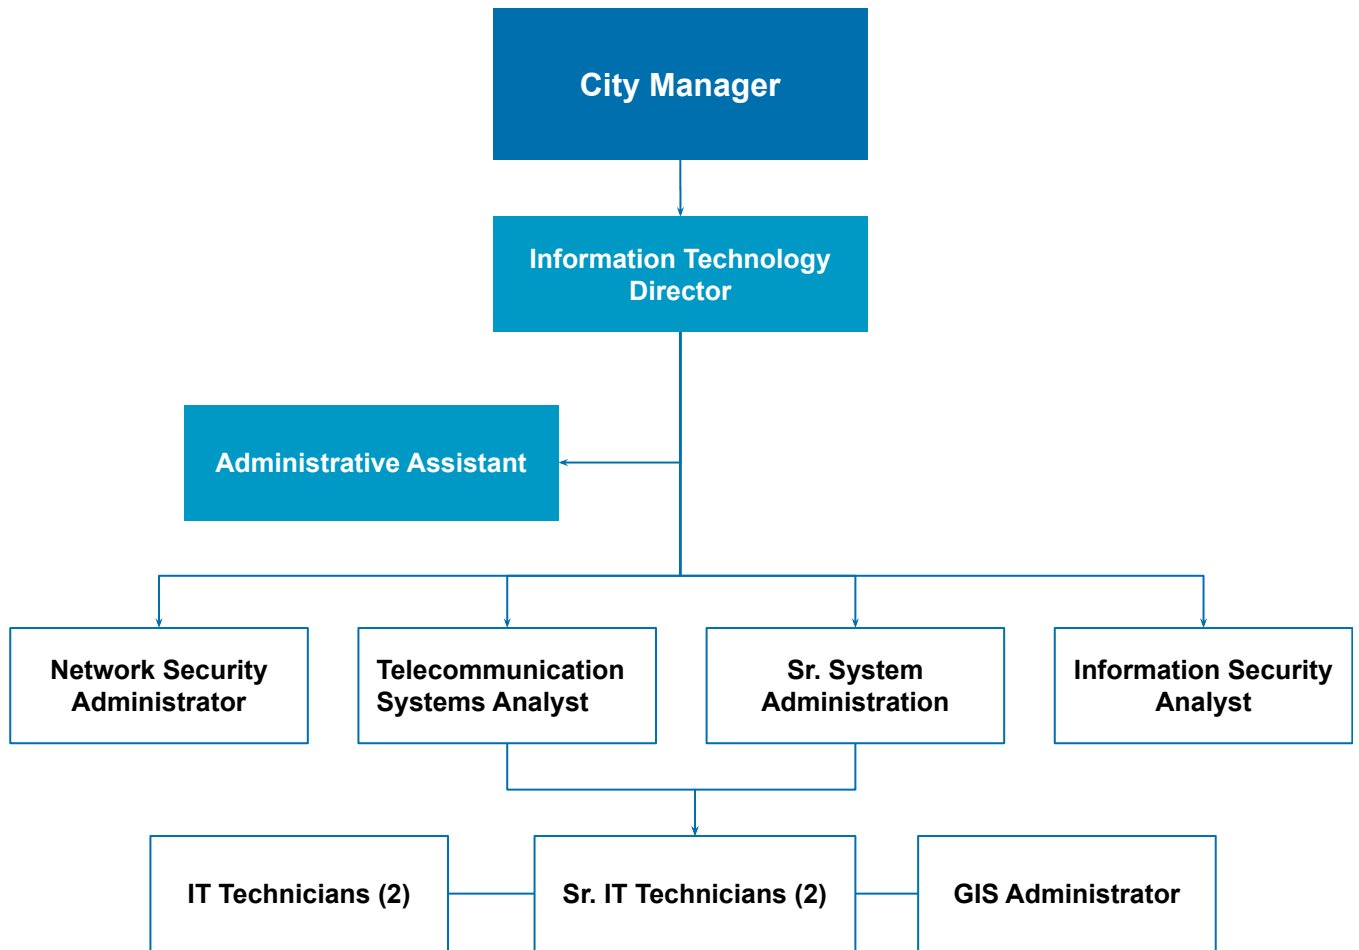 City Manager
Information Technology
Director
Administrative Assistant
Network Security
Administrator
Telecommunication
Systems Analyst
Sr. System
Administration
Information Security
Analyst
IT Technicians (2)
Sr. IT Technicians (2)
GIS Administrator